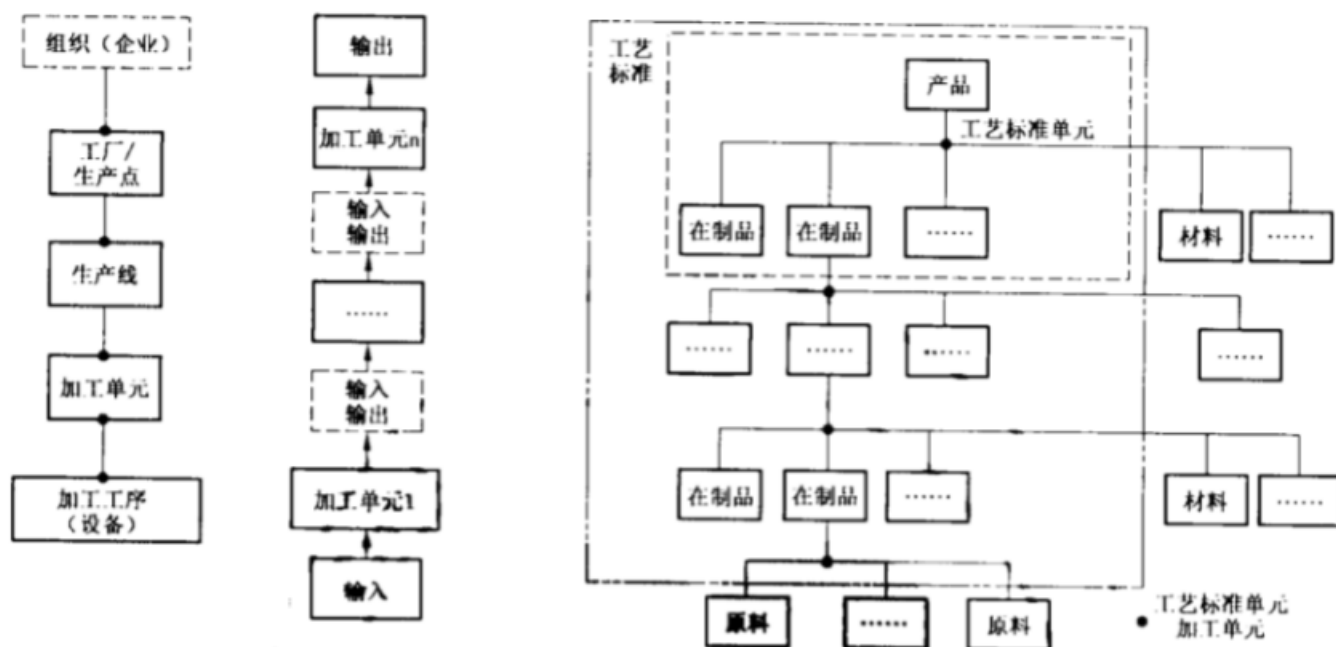 组织（企业）
工厂/
生产点
生产线
加工单元
加工工序
（设备）
输出
加工单元n
输入
输出
……
输入
输出
加工单元1
输入
工艺
标准
产品
工艺标准单元
在制品
在制品
……
材料
……
……
……
……
……
在制品
在制品
……
材料
……
原料
……
原料
工艺标准单元
加工单元